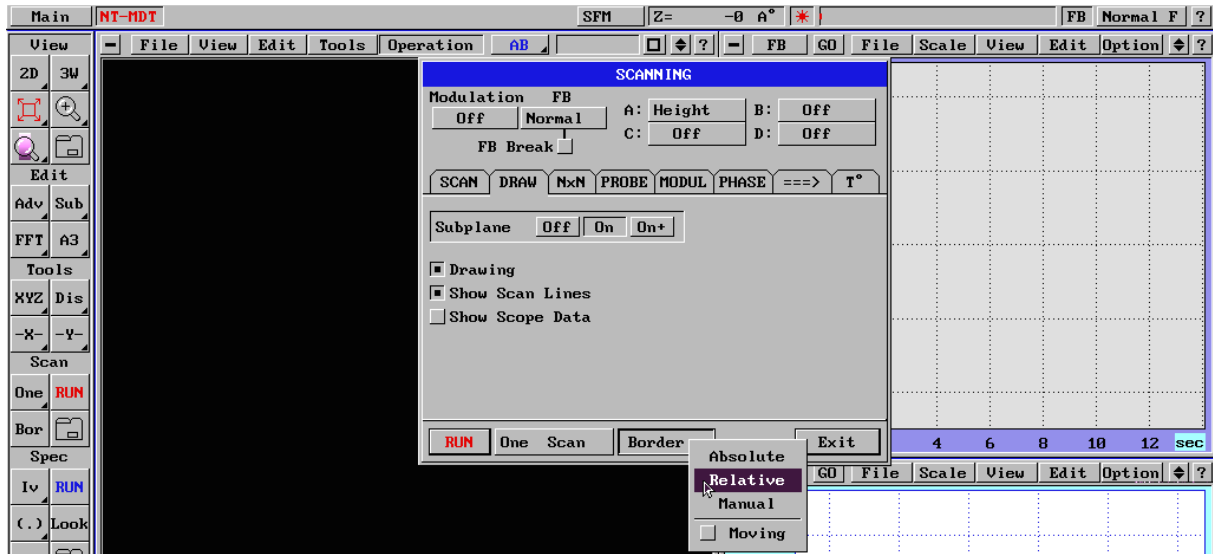 Main NT-MDT SFM Z= -0 A° FB Normal F ?
View - File View Edit Tools Operation AB ? - FB GO File Scale View Edit Option ?
2D 3W
Edit
Adv Sub
FFT A3
Tools
XYZ Dis
-X- -Y-
Scan
One RUN
Bor
Spec
Iv RUN
(.) Look
SCANNING
Modulation FB
Off Normal A: Height B: Off
C: Off D: Off
FB Break
SCAN DRAW NxN PROBE MODUL PHASE ===> T°
Subplane Off On On+
Drawing
Show Scan Lines
Show Scope Data
RUN One Scan Border Exit
Absolute
Relative
Manual
Moving
4 6 8 10 12 sec
GO File Scale View Edit Option ?